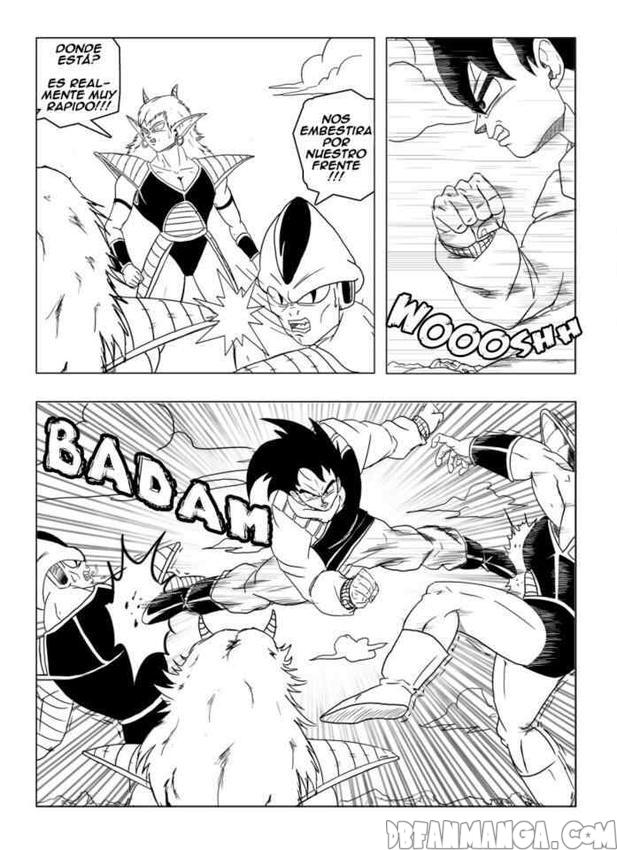 DONDE
ESTÁ?
ES REAL-
MENTE MUY
RAPIDO!!!
NOS
EMBESTIRA
POR
NUESTRO
FRENTE
!!!
WOOOSHH
BADAM
DBFANMANGA.COM